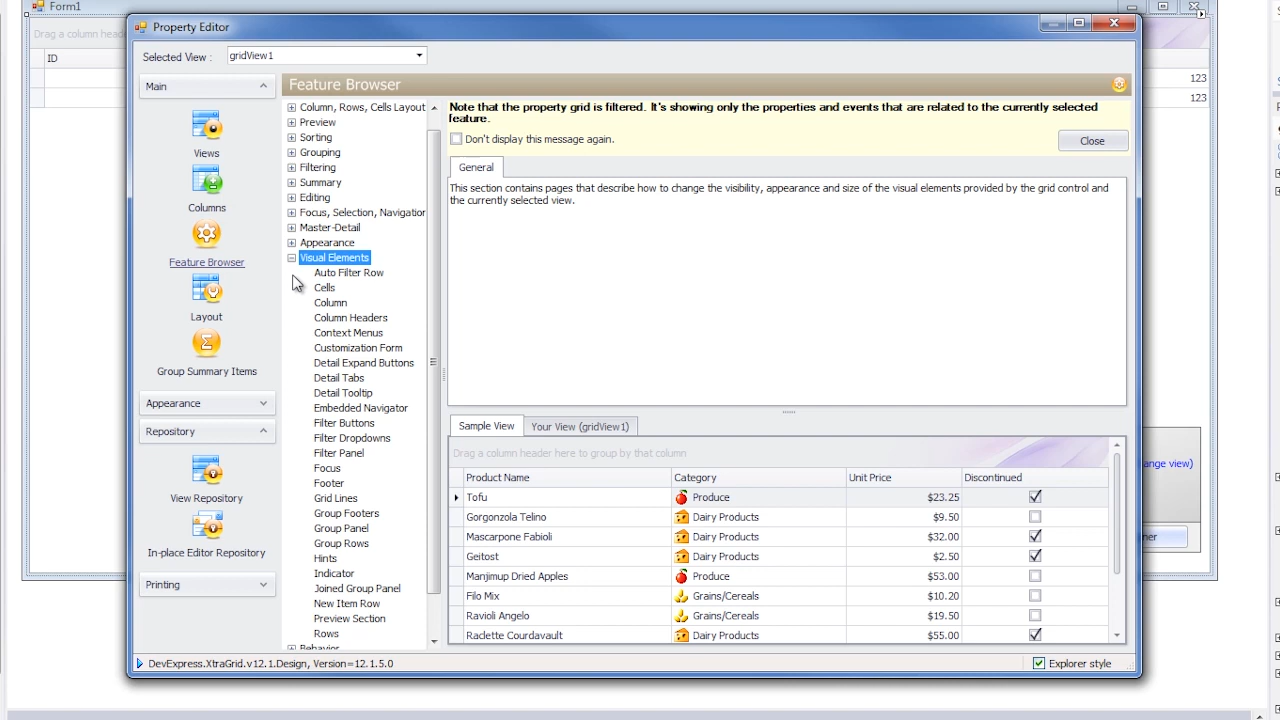 Form1
Property Editor
Drag a column heade
ID
Selected View :
gridView1
Main
Views
Columns
Feature Browser
Layout
Group Summary Items
Appearance
Repository
View Repository
In-place Editor Repository
Printing
Feature Browser
Column, Rows, Cells Layout
Preview
Sorting
Grouping
Filtering
Summary
Editing
Focus, Selection, Navigation
Master-Detail
Appearance
Visual Elements
Auto Filter Row
Cells
Column
Column Headers
Context Menus
Customization Form
Detail Expand Buttons
Detail Tabs
Detail Tooltip
Embedded Navigator
Filter Buttons
Filter Dropdowns
Filter Panel
Focus
Footer
Grid Lines
Group Footers
Group Panel
Group Rows
Hints
Indicator
Joined Group Panel
New Item Row
Preview Section
Rows
Behavior
Note that the property grid is filtered. It's showing only the properties and events that are related to the currently selected
feature.
Don't display this message again.
Close
General
This section contains pages that describe how to change the visibility, appearance and size of the visual elements provided by the grid control and
the currently selected view.
Sample View
Your View (gridView1)
Drag a column header here to group by that column
Product Name Category Unit Price Discontinued
Tofu Produce $23.25
Gorgonzola Telino Dairy Products $9.50
Mascarpone Fabioli Dairy Products $32.00
Geitost Dairy Products $2.50
Manjimup Dried Apples Produce $53.00
Filo Mix Grains/Cereals $10.20
Ravioli Angelo Grains/Cereals $19.50
Raclette Courdavault Dairy Products $55.00
DevExpress.XtraGrid.v12.1.Design, Version=12.1.5.0
Explorer style
123
123
ange view)
ner